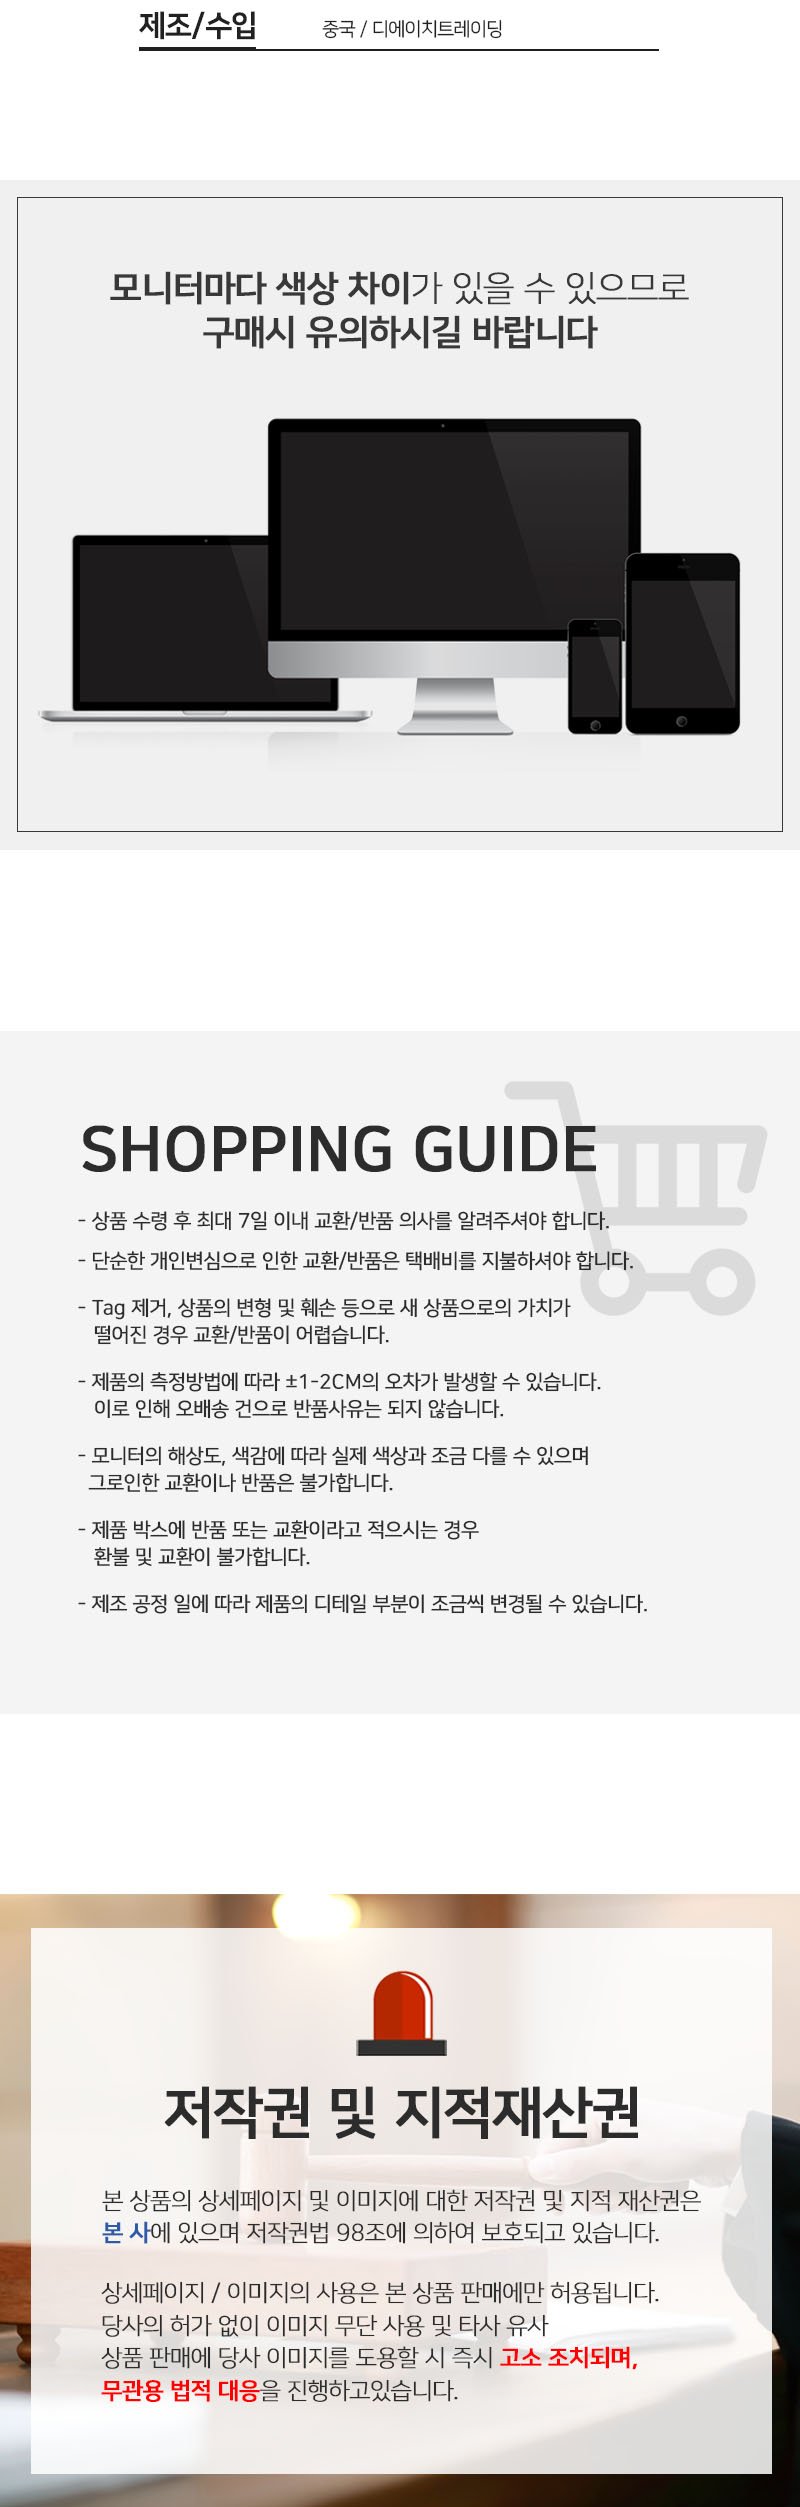 제조/수입 중국 / 디에이치트레이딩
모니터마다 색상 차이가 있을 수 있으므로
구매시 유의하시길 바랍니다
SHOPPING GUIDE
- 상품 수령 후 최대 7일 이내 교환/반품 의사를 알려주셔야 합니다.
- 단순한 개인변심으로 인한 교환/반품은 택배비를 지불하셔야 합니다.
- Tag 제거, 상품의 변형 및 훼손 등으로 새 상품으로의 가치가
떨어진 경우 교환/반품이 어렵습니다.
- 제품의 측정방법에 따라 ±1-2CM의 오차가 발생할 수 있습니다.
이로 인해 오배송 건으로 반품사유는 되지 않습니다.
- 모니터의 해상도, 색감에 따라 실제 색상과 조금 다를 수 있으며
그로인한 교환이나 반품은 불가합니다.
- 제품 박스에 반품 또는 교환이라고 적으시는 경우
환불 및 교환이 불가합니다.
- 제조 공정 일에 따라 제품의 디테일 부분이 조금씩 변경될 수 있습니다.
저작권 및 지적재산권
본 상품의 상세페이지 및 이미지에 대한 저작권 및 지적 재산권은
본 사에 있으며 저작권법 98조에 의하여 보호되고 있습니다.
상세페이지 / 이미지의 사용은 본 상품 판매에만 허용됩니다.
당사의 허가 없이 이미지 무단 사용 및 타사 유사
상품 판매에 당사 이미지를 도용할 시 즉시 고소 조치되며,
무관용 법적 대응을 진행하고있습니다.